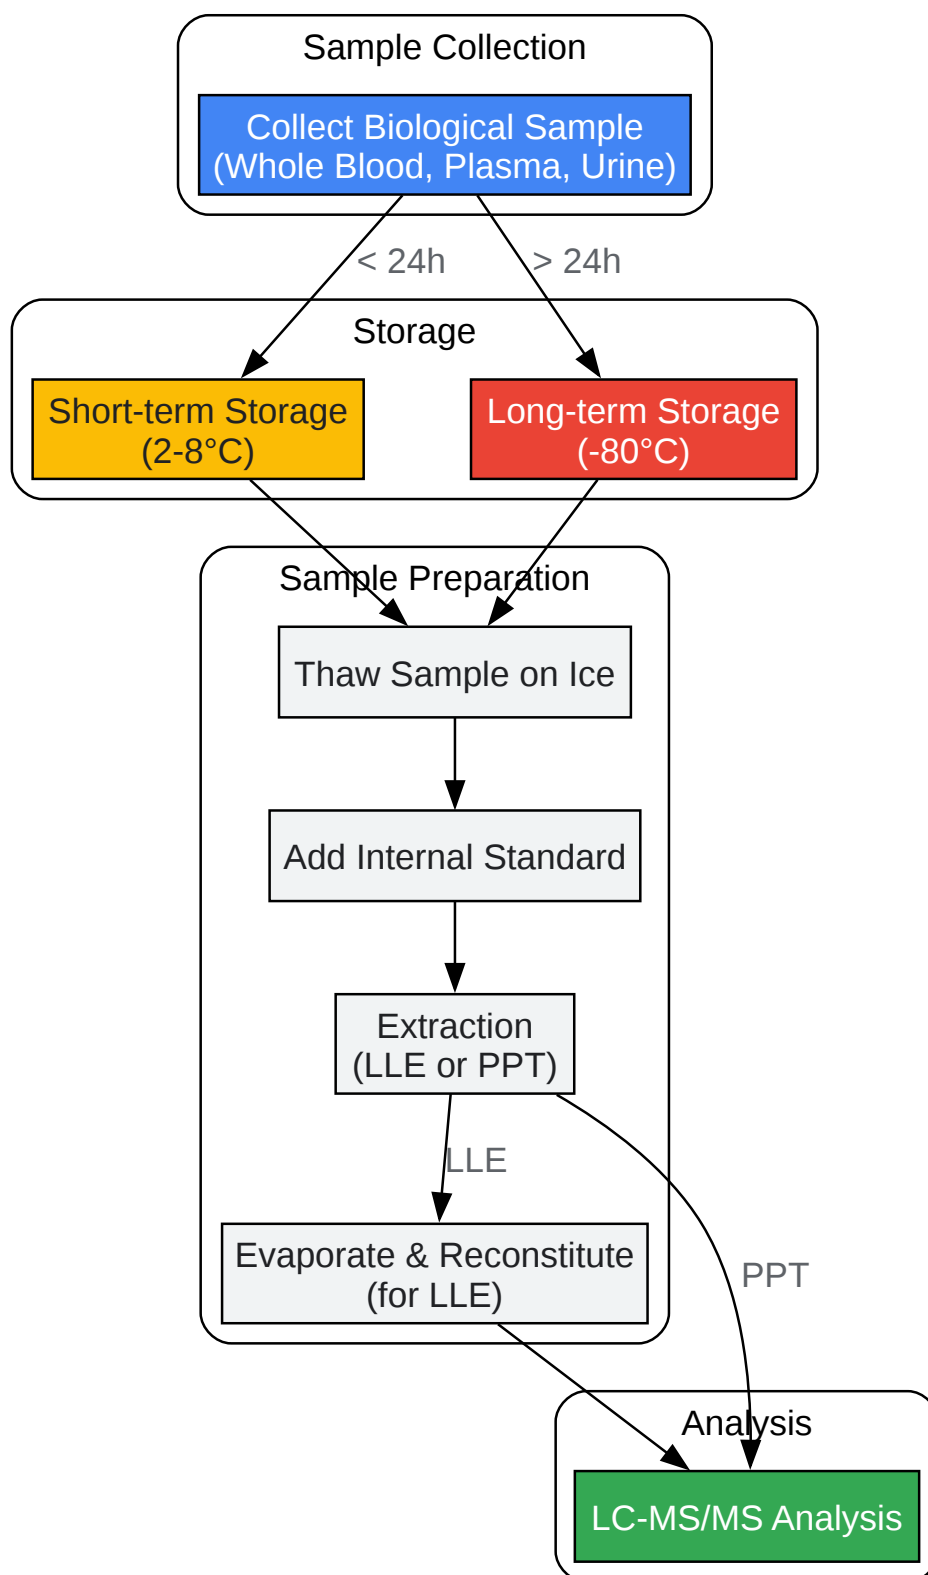 Sample Collection
Collect Biological Sample
(Whole Blood, Plasma, Urine)
< 24h
> 24h
Storage
Short-term Storage
(2-8°C)
Long-term Storage
(-80°C)
Sample Preparation
Thaw Sample on Ice
Add Internal Standard
Extraction
(LLE or PPT)
LLE
Evaporate & Reconstitute
(for LLE)
PPT
Analysis
LC-MS/MS Analysis